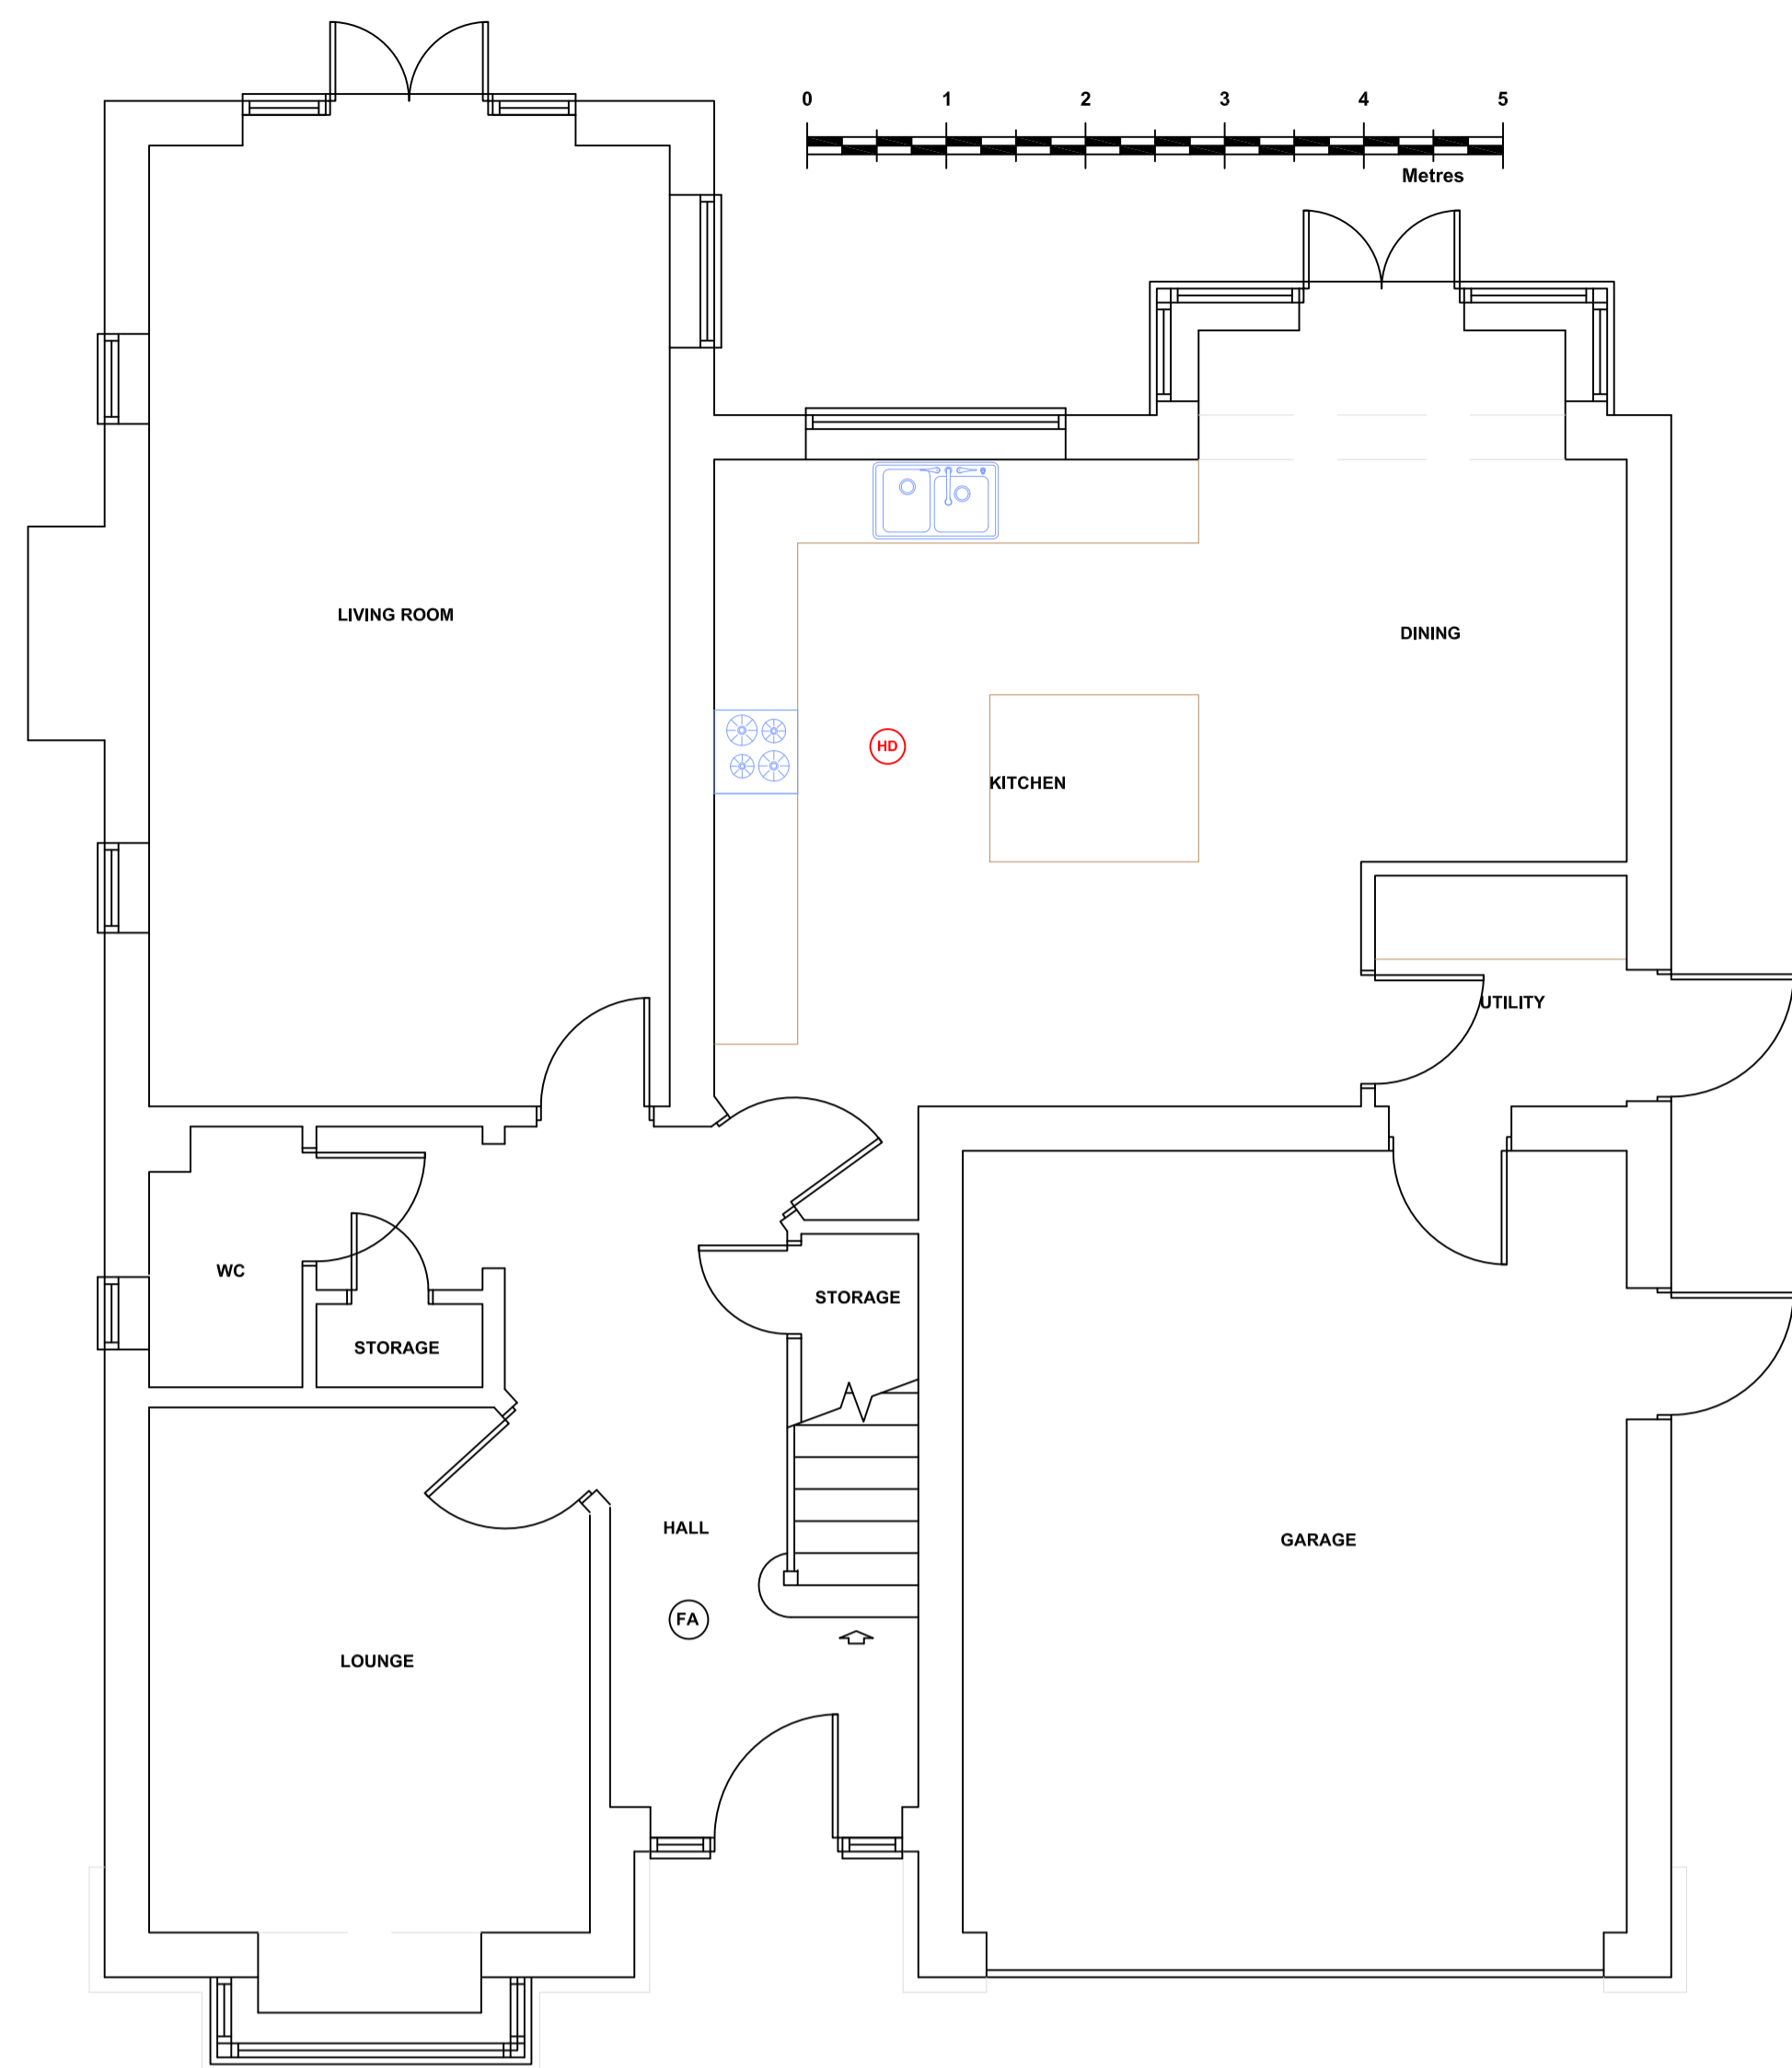 0 1 2 3 4 5
Metres
LIVING ROOM
DINING
HD
KITCHEN
UTILITY
WC
STORAGE
STORAGE
HALL
GARAGE
FA
LOUNGE